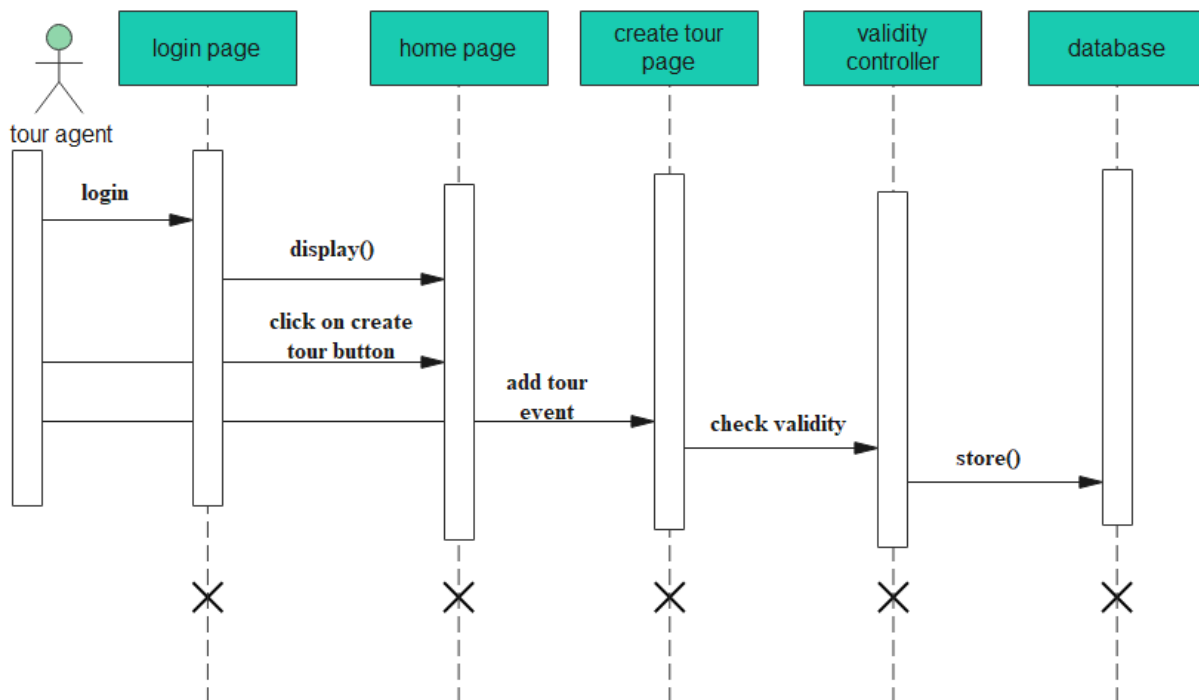 login page
home page
create tour
page
validity
controller
database
tour agent
login
display()
click on create
tour button
add tour
event
check validity
store()